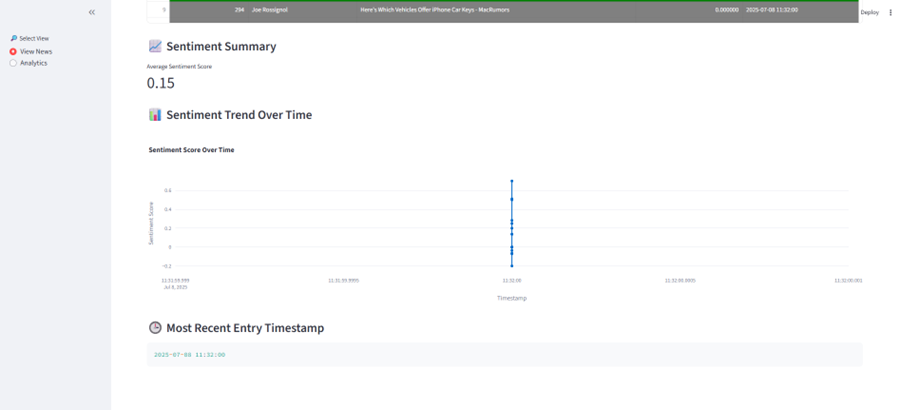 9 294 Joe Rossignol Here's Which Vehicles Offer iPhone Car Keys - MacRumors 0.000000 2025-07-08 11:32:00
Deploy
Select View
View News
Analytics
Sentiment Summary
Average Sentiment Score
0.15
Sentiment Trend Over Time
Sentiment Score Over Time
0.6
0.4
0.2
0
-0.2
Sentiment Score
11:31:59.999 11:31:59.9995 11:32:00 11:32:00.0005 11:32:00.001
Jul 8, 2025
Timestamp
Most Recent Entry Timestamp
2025-07-08 11:32:00